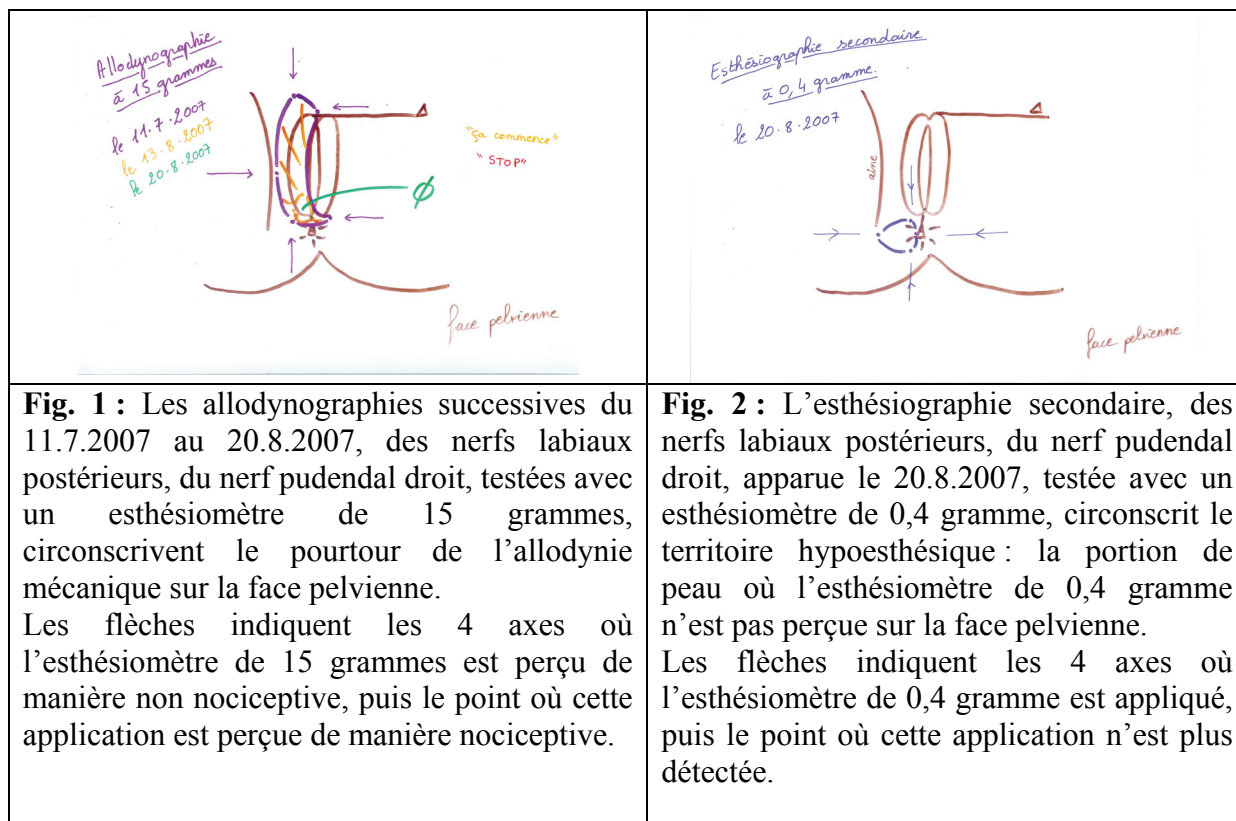 Allodynographie
à 15 grammes
le 11.7.2007
le 13.8.2007
le 20.8.2007
"ça commence"
"STOP"
Ø
face pelvienne
Esthésiographie secondaire
à 0,4 gramme.
le 20.8.2007
aine
face pelvienne
Fig. 1 : Les allodynographies successives du
11.7.2007 au 20.8.2007, des nerfs labiaux
postérieurs, du nerf pudendal droit, testées avec
un esthésiomètre de 15 grammes,
circonscrivent le pourtour de l'allodynie
mécanique sur la face pelvienne.
Les flèches indiquent les 4 axes où
l'esthésiomètre de 15 grammes est perçu de
manière non nociceptive, puis le point où cette
application est perçue de manière nociceptive.
Fig. 2 : L'esthésiographie secondaire, des
nerfs labiaux postérieurs, du nerf pudendal
droit, apparue le 20.8.2007, testée avec un
esthésiomètre de 0,4 gramme, circonscrit le
territoire hypoesthésique : la portion de
peau où l'esthésiomètre de 0,4 gramme
n'est pas perçue sur la face pelvienne.
Les flèches indiquent les 4 axes où
l'esthésiomètre de 0,4 gramme est appliqué,
puis le point où cette application n'est plus
détectée.